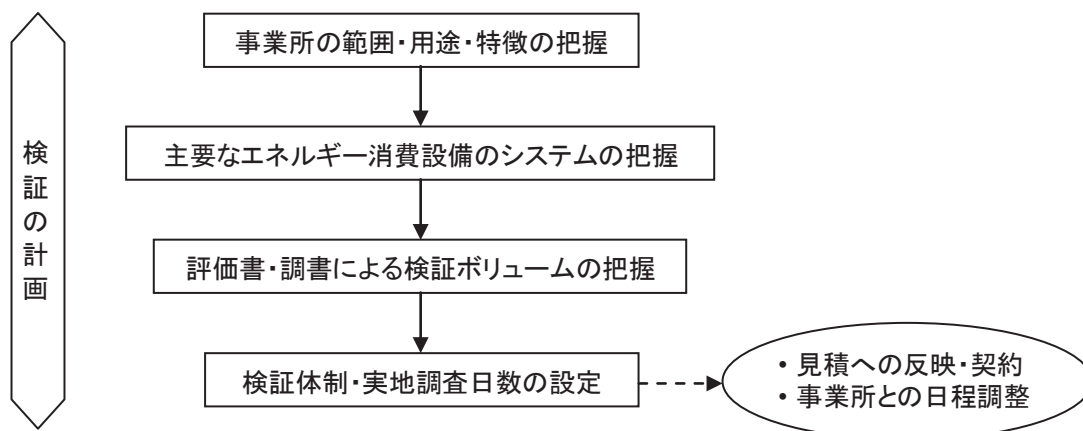 検証の計画
事業所の範囲・用途・特徴の把握
主要なエネルギー消費設備のシステムの把握
評価書・調書による検証ボリュームの把握
検証体制・実地調査日数の設定
・見積への反映・契約
・事業所との日程調整